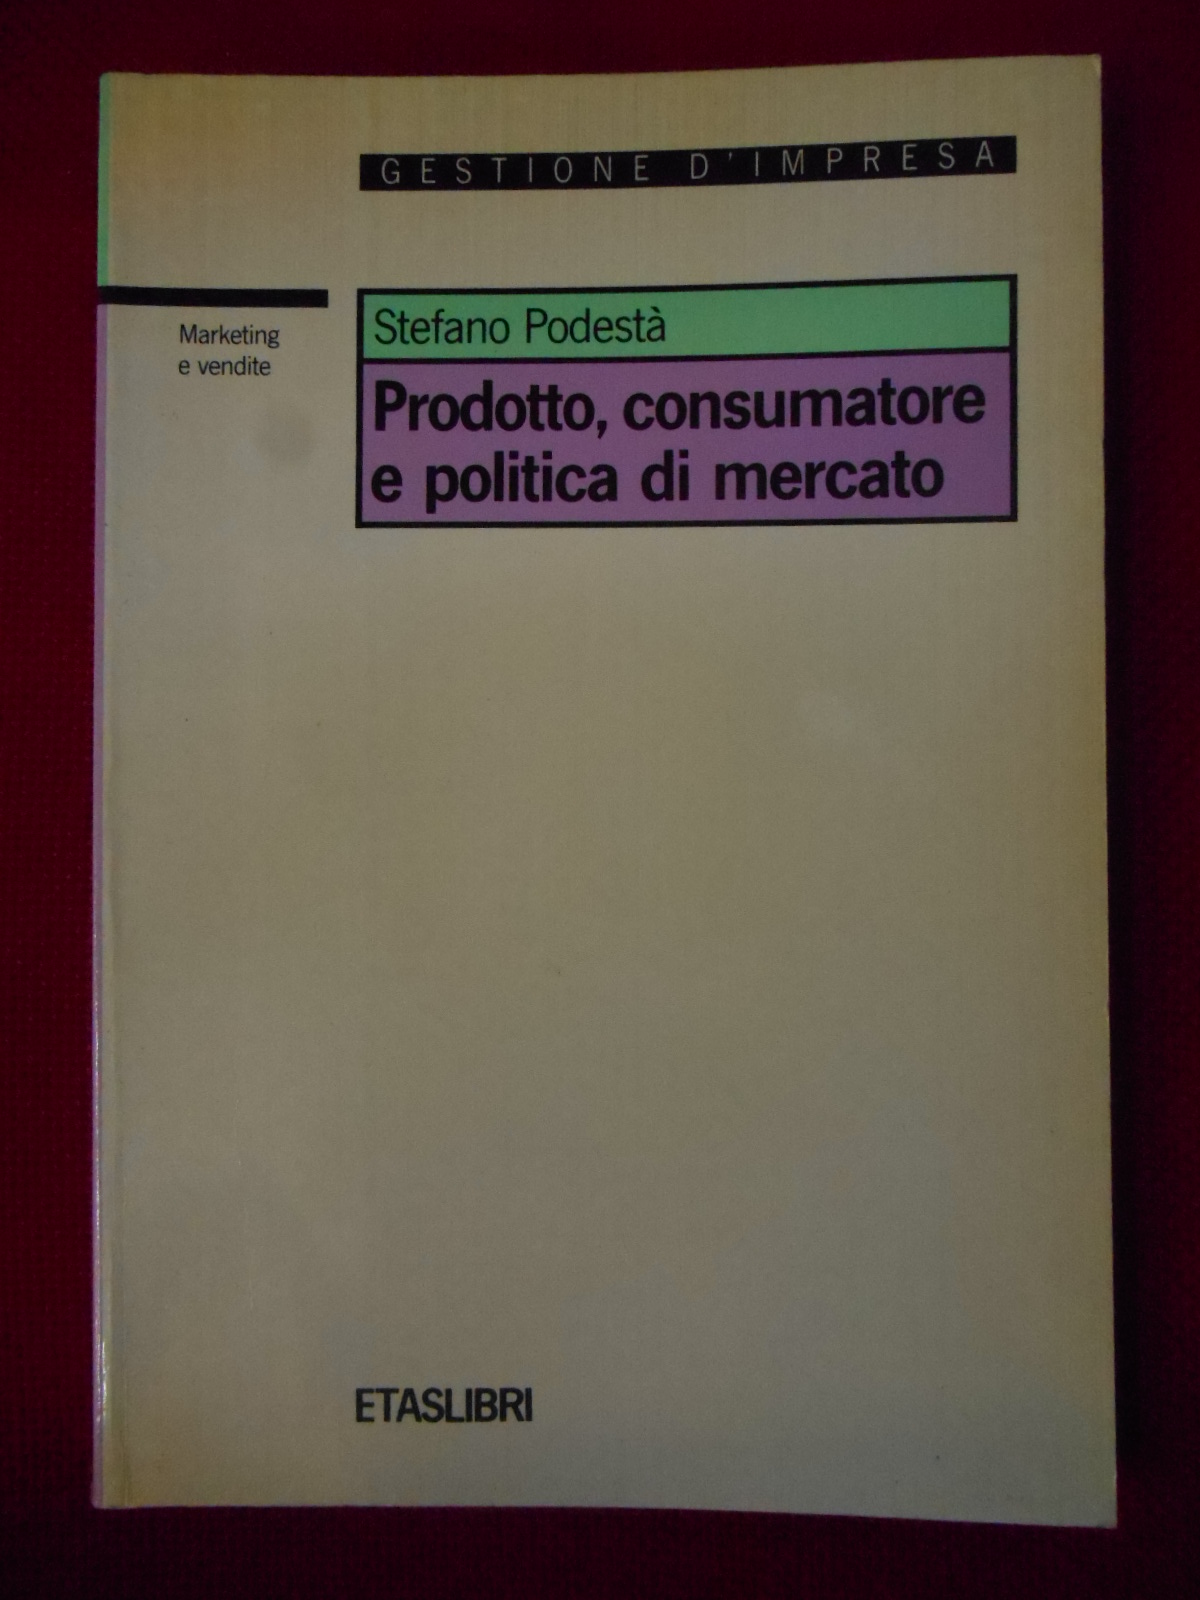 GESTIONE D'IMPRESA
Marketing
e vendite
Stefano Podestà
Prodotto, consumatore
e politica di mercato
ETASLIBRI